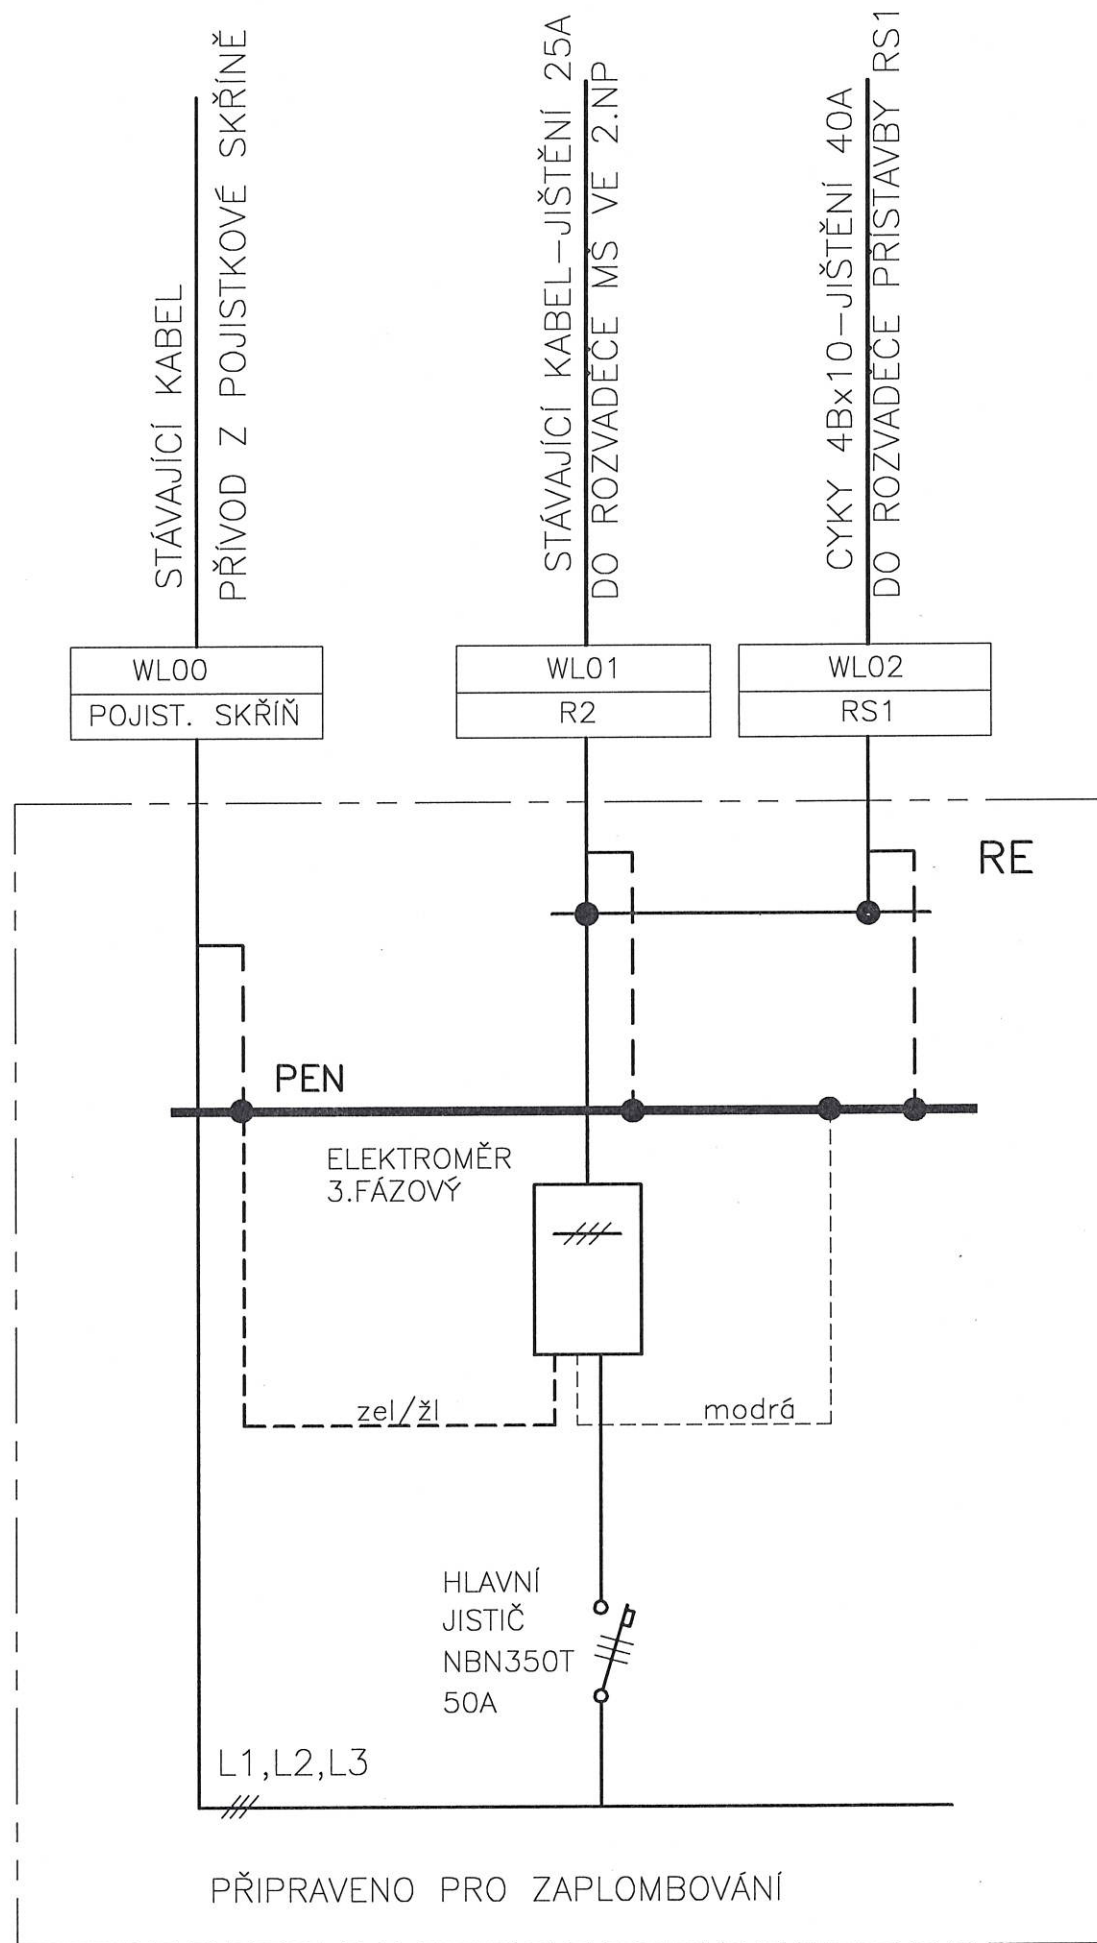 STÁVAJÍCÍ KABEL
PŘÍVOD Z POJISTKOVÉ SKŘÍNĚ
STÁVAJÍCÍ KABEL-JIŠTĚNÍ 25A
DO ROZVADĚČE MŠ VE 2.NP
CYKY 4Bx10-JIŠTĚNÍ 40A
DO ROZVADĚČE PŘÍSTAVBY RS1
WL00
POJIST. SKŘÍŇ
WL01
R2
WL02
RS1
RE
PEN
ELEKTROMĚR
3.FÁZOVÝ
zel/žl
modrá
HLAVNÍ
JISTIČ
NBN350T
50A
L1,L2,L3
PŘIPRAVENO PRO ZAPLOMBOVÁNÍ